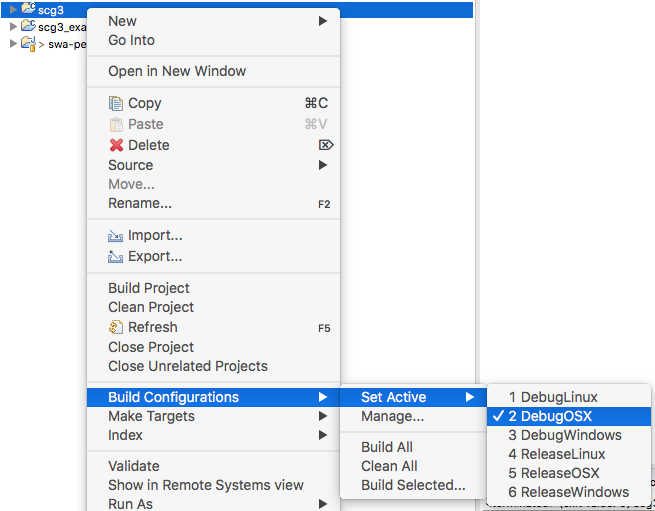 scg3
scg3_exa
> swa-pe
New
Go Into
Open in New Window
Copy ⌘C
Paste ⌘V
Delete ⌦
Source
Move...
Rename... F2
Import...
Export...
Build Project
Clean Project
Refresh F5
Close Project
Close Unrelated Projects
Build Configurations
Make Targets
Index
Validate
Show in Remote Systems view
Run As
Set Active
Manage...
Build All
Clean All
Build Selected...
1 DebugLinux
✓ 2 DebugOSX
3 DebugWindows
4 ReleaseLinux
5 ReleaseOSX
6 ReleaseWindows